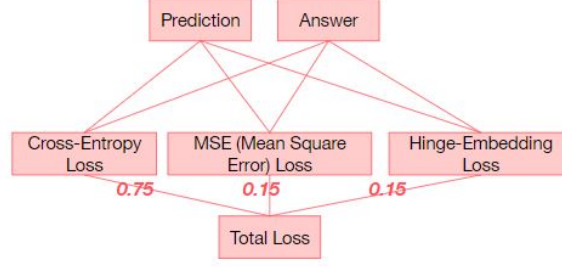 Prediction
Answer
Cross-Entropy
Loss
MSE (Mean Square
Error) Loss
Hinge-Embedding
Loss
0.75
0.15
0.15
Total Loss